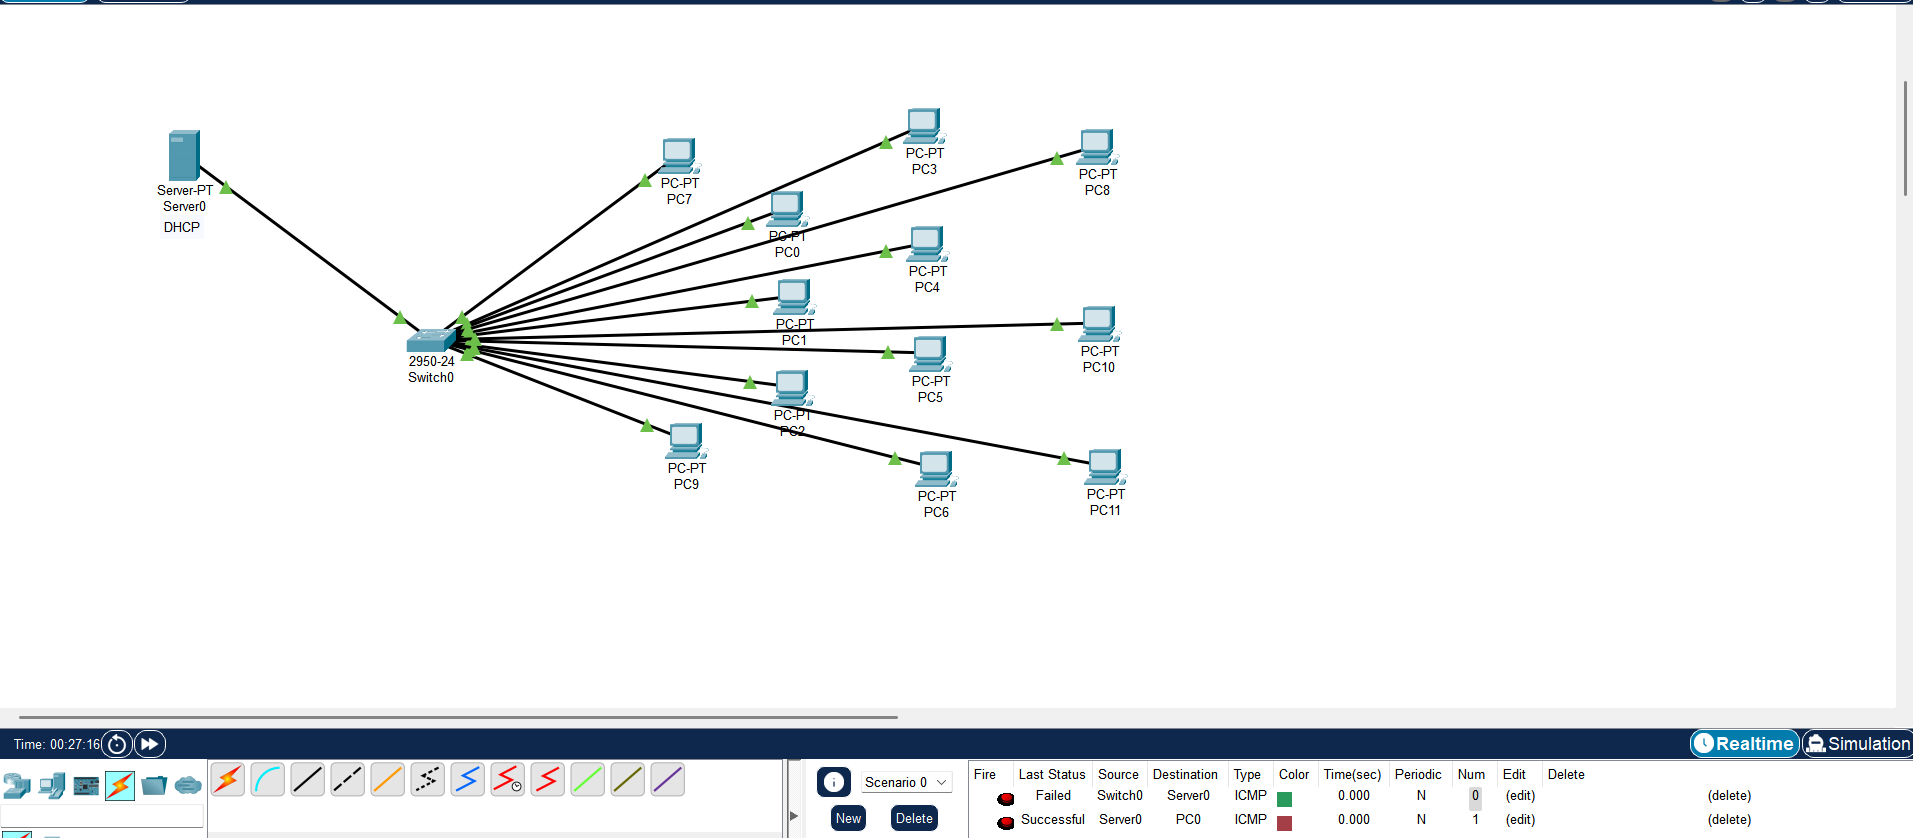 Server-PT
Server0
DHCP
2950-24
Switch0
PC-PT
PC7
PC-PT
PC3
PC-PT
PC8
PC-PT
PC0
PC-PT
PC4
PC-PT
PC1
PC-PT
PC10
PC-PT
PC5
PC-PT
PC2
PC-PT
PC9
PC-PT
PC6
PC-PT
PC11
Time: 00:27:16
Realtime
Simulation
Scenario 0
New
Delete
Fire Last Status Source Destination Type Color Time(sec) Periodic Num Edit Delete
Failed Switch0 Server0 ICMP 0.000 N 0 (edit) (delete)
Successful Server0 PC0 ICMP 0.000 N 1 (edit) (delete)